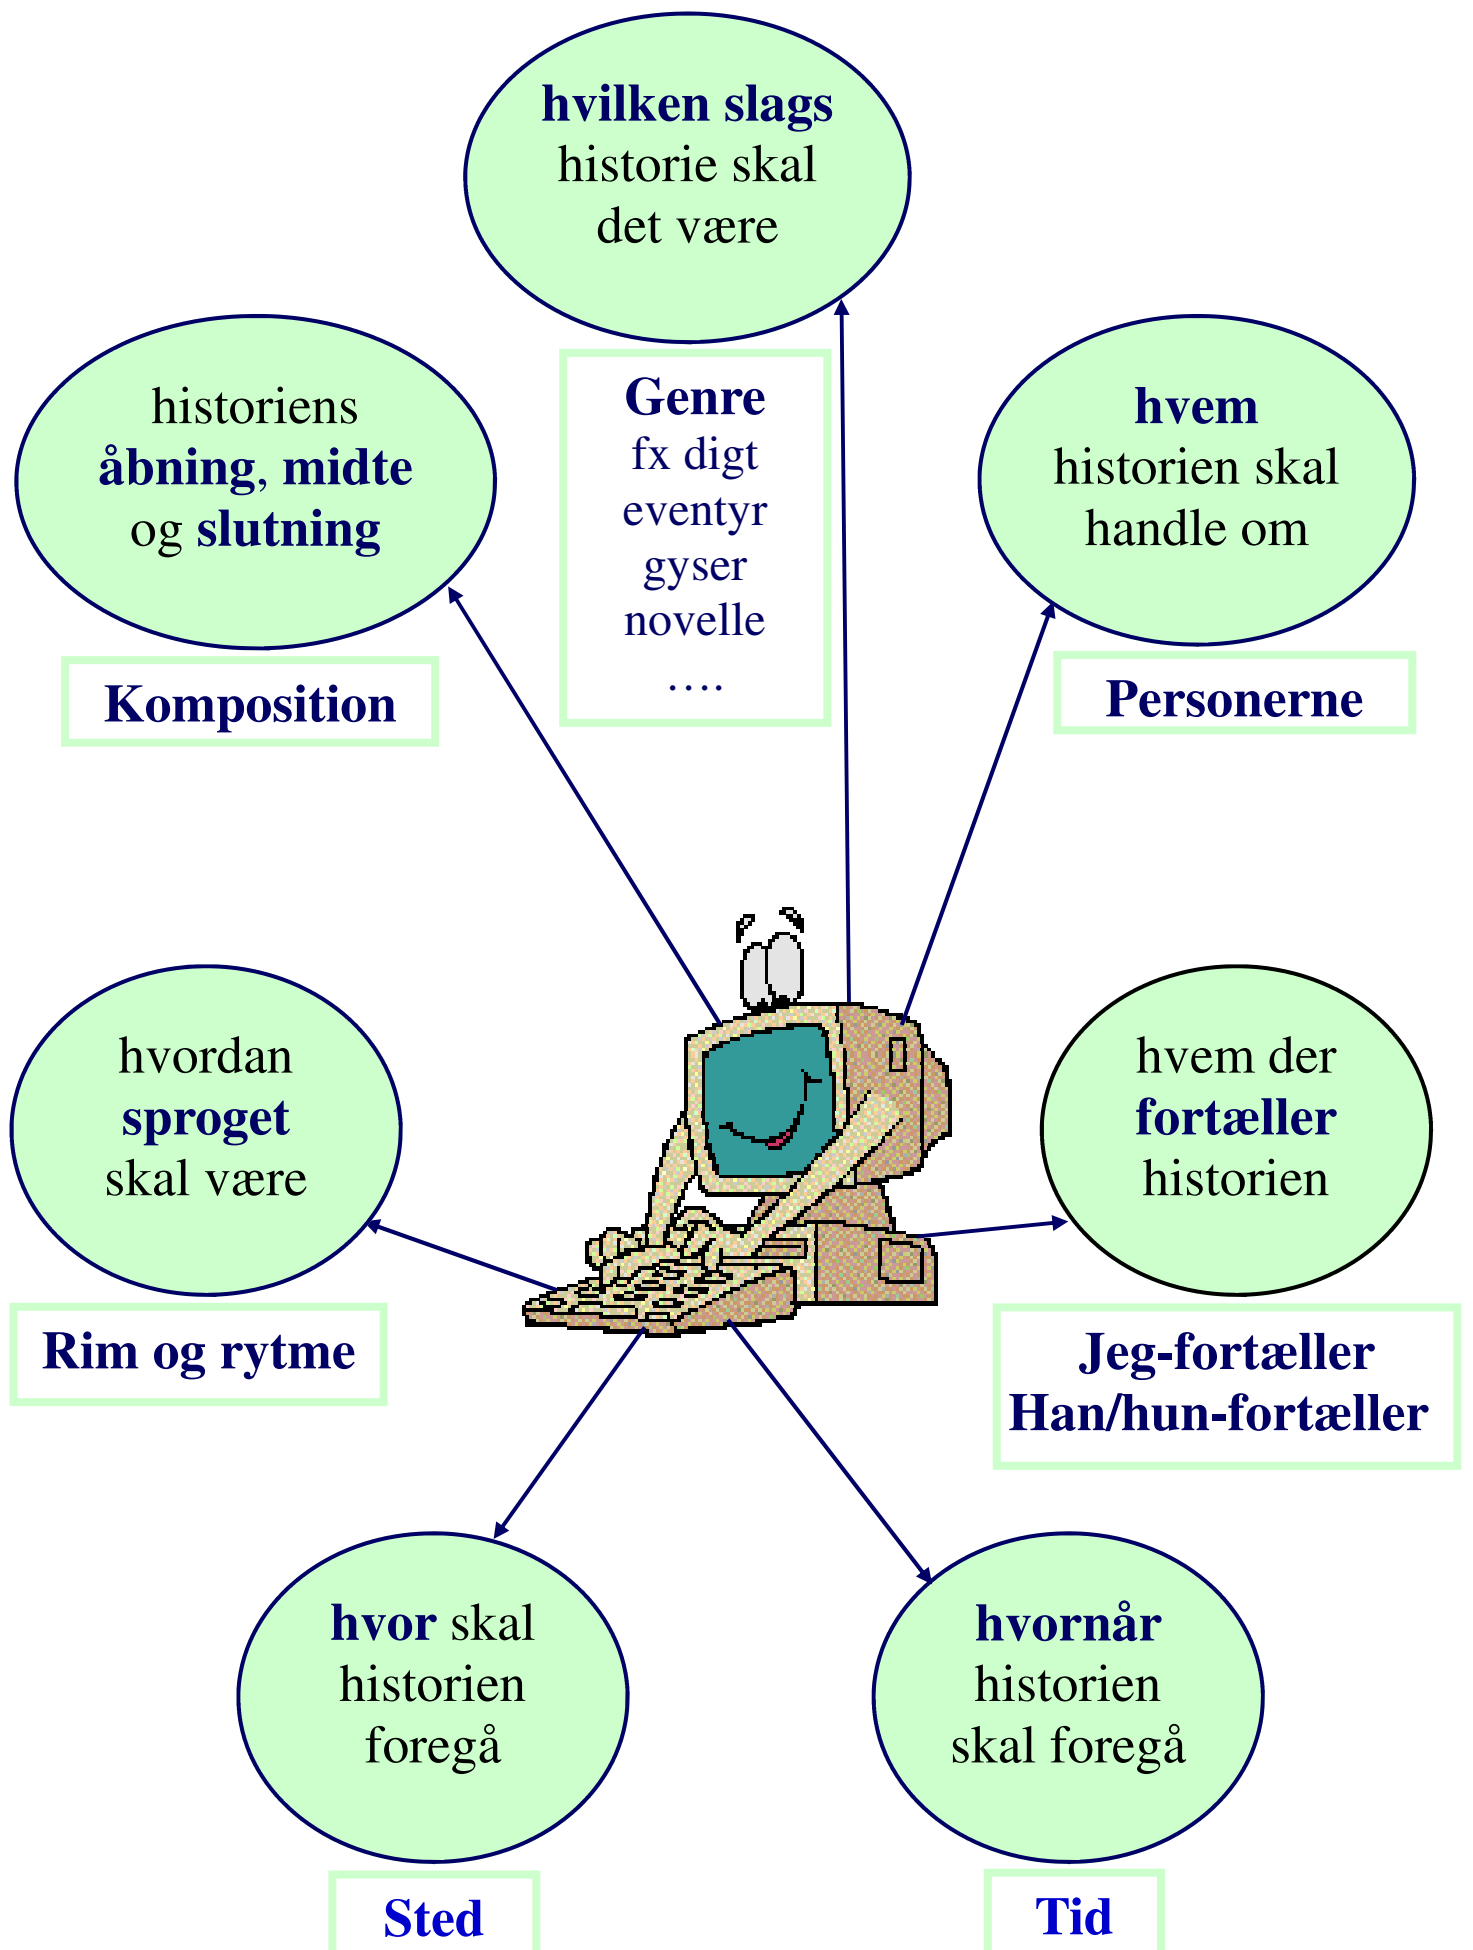 hvilken slags
historie skal
det være
Genre
fx digt
eventyr
gyser
novelle
....
historiens
åbning, midte
og slutning
Komposition
hvem
historien skal
handle om
Personerne
hvordan
sproget
skal være
Rim og rytme
hvem der
fortæller
historien
Jeg-fortæller
Han/hun-fortæller
hvor skal
historien
foregå
Sted
hvornår
historien
skal foregå
Tid